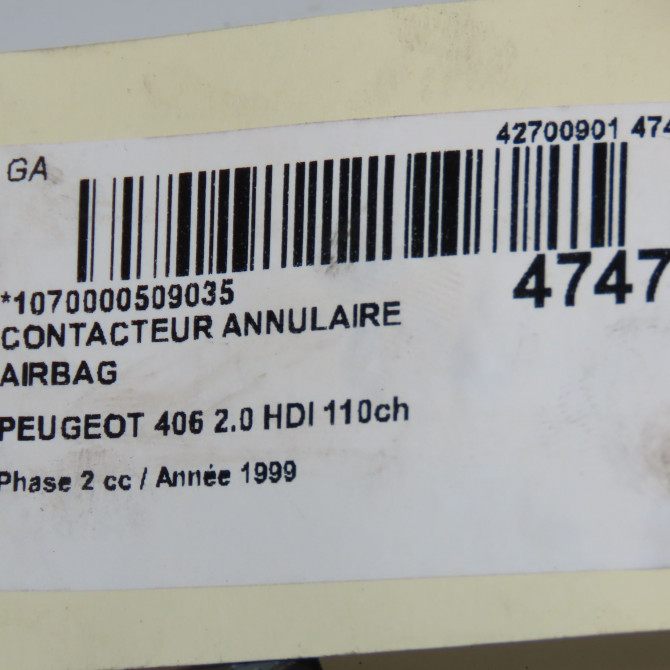 GA
42700901 474
4747
*1070000509035
CONTACTEUR ANNULAIRE
AIRBAG
PEUGEOT 406 2.0 HDI 110ch
Phase 2 cc / Année 1999